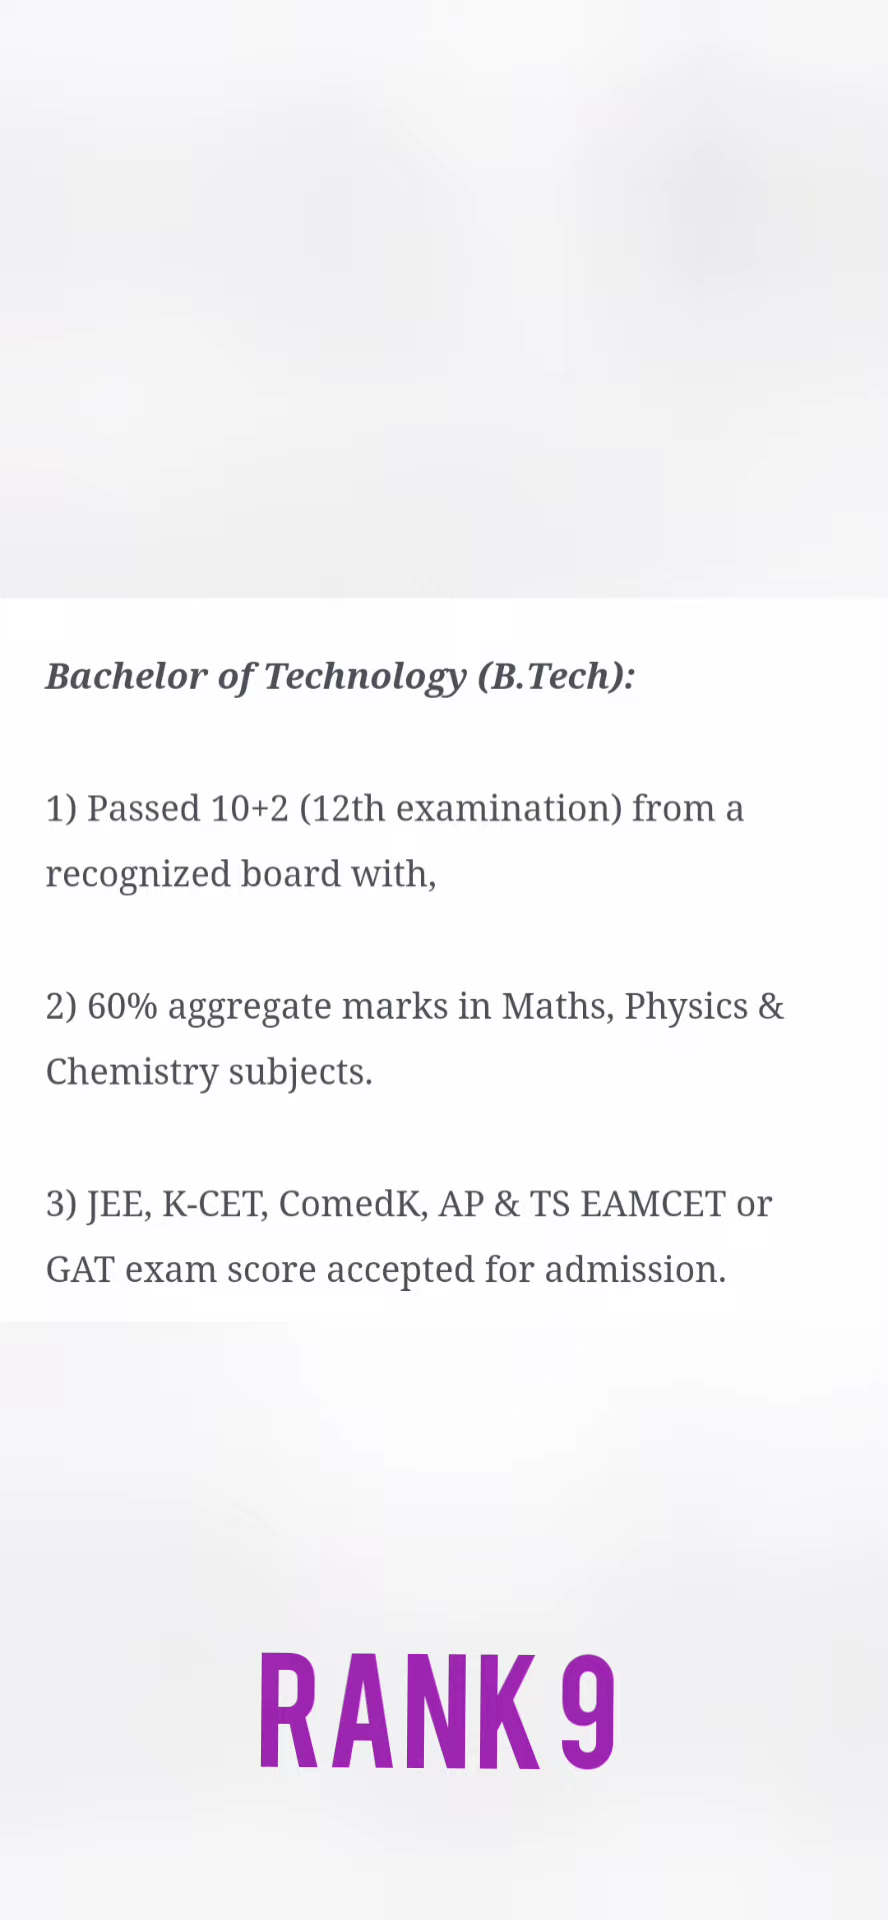 Bachelor of Technology (B.Tech):
1) Passed 10+2 (12th examination) from a
recognized board with,
2) 60% aggregate marks in Maths, Physics &
Chemistry subjects.
3) JEE, K-CET, ComedK, AP & TS EAMCET or
GAT exam score accepted for admission.
RANK 9